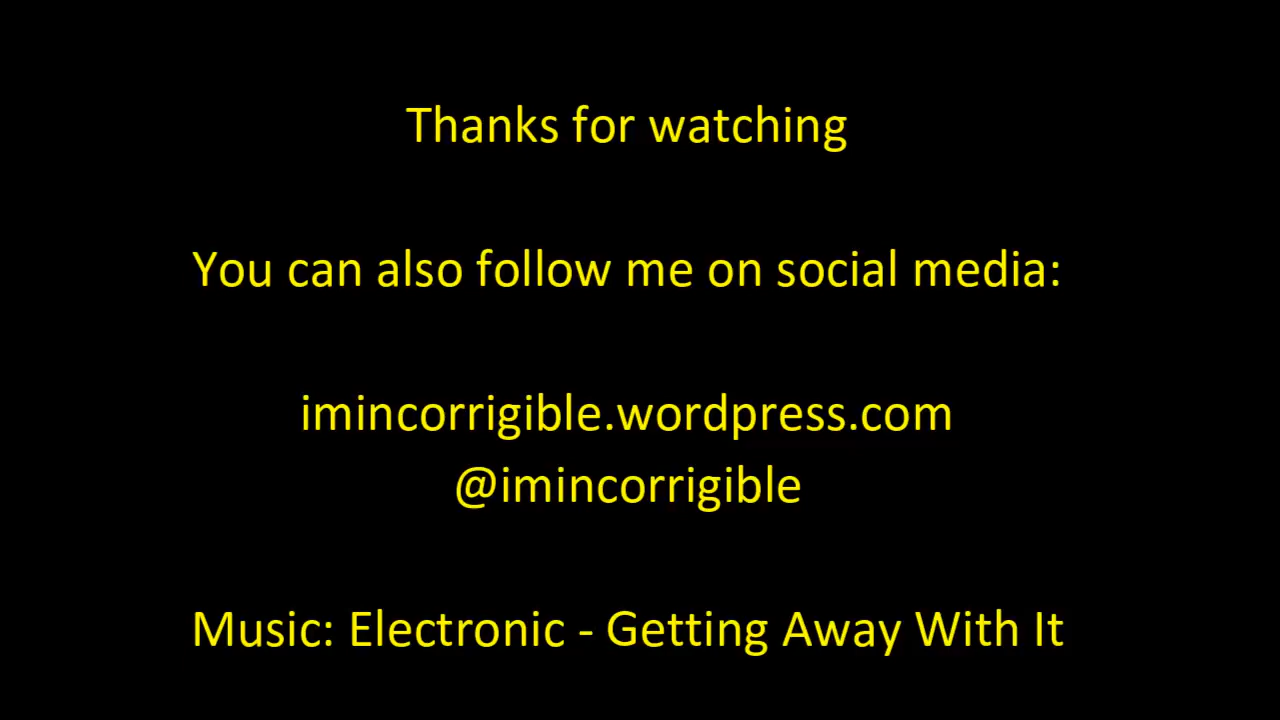 Thanks for watching
You can also follow me on social media:
imincorrigible.wordpress.com
@imincorrigible
Music: Electronic - Getting Away With It